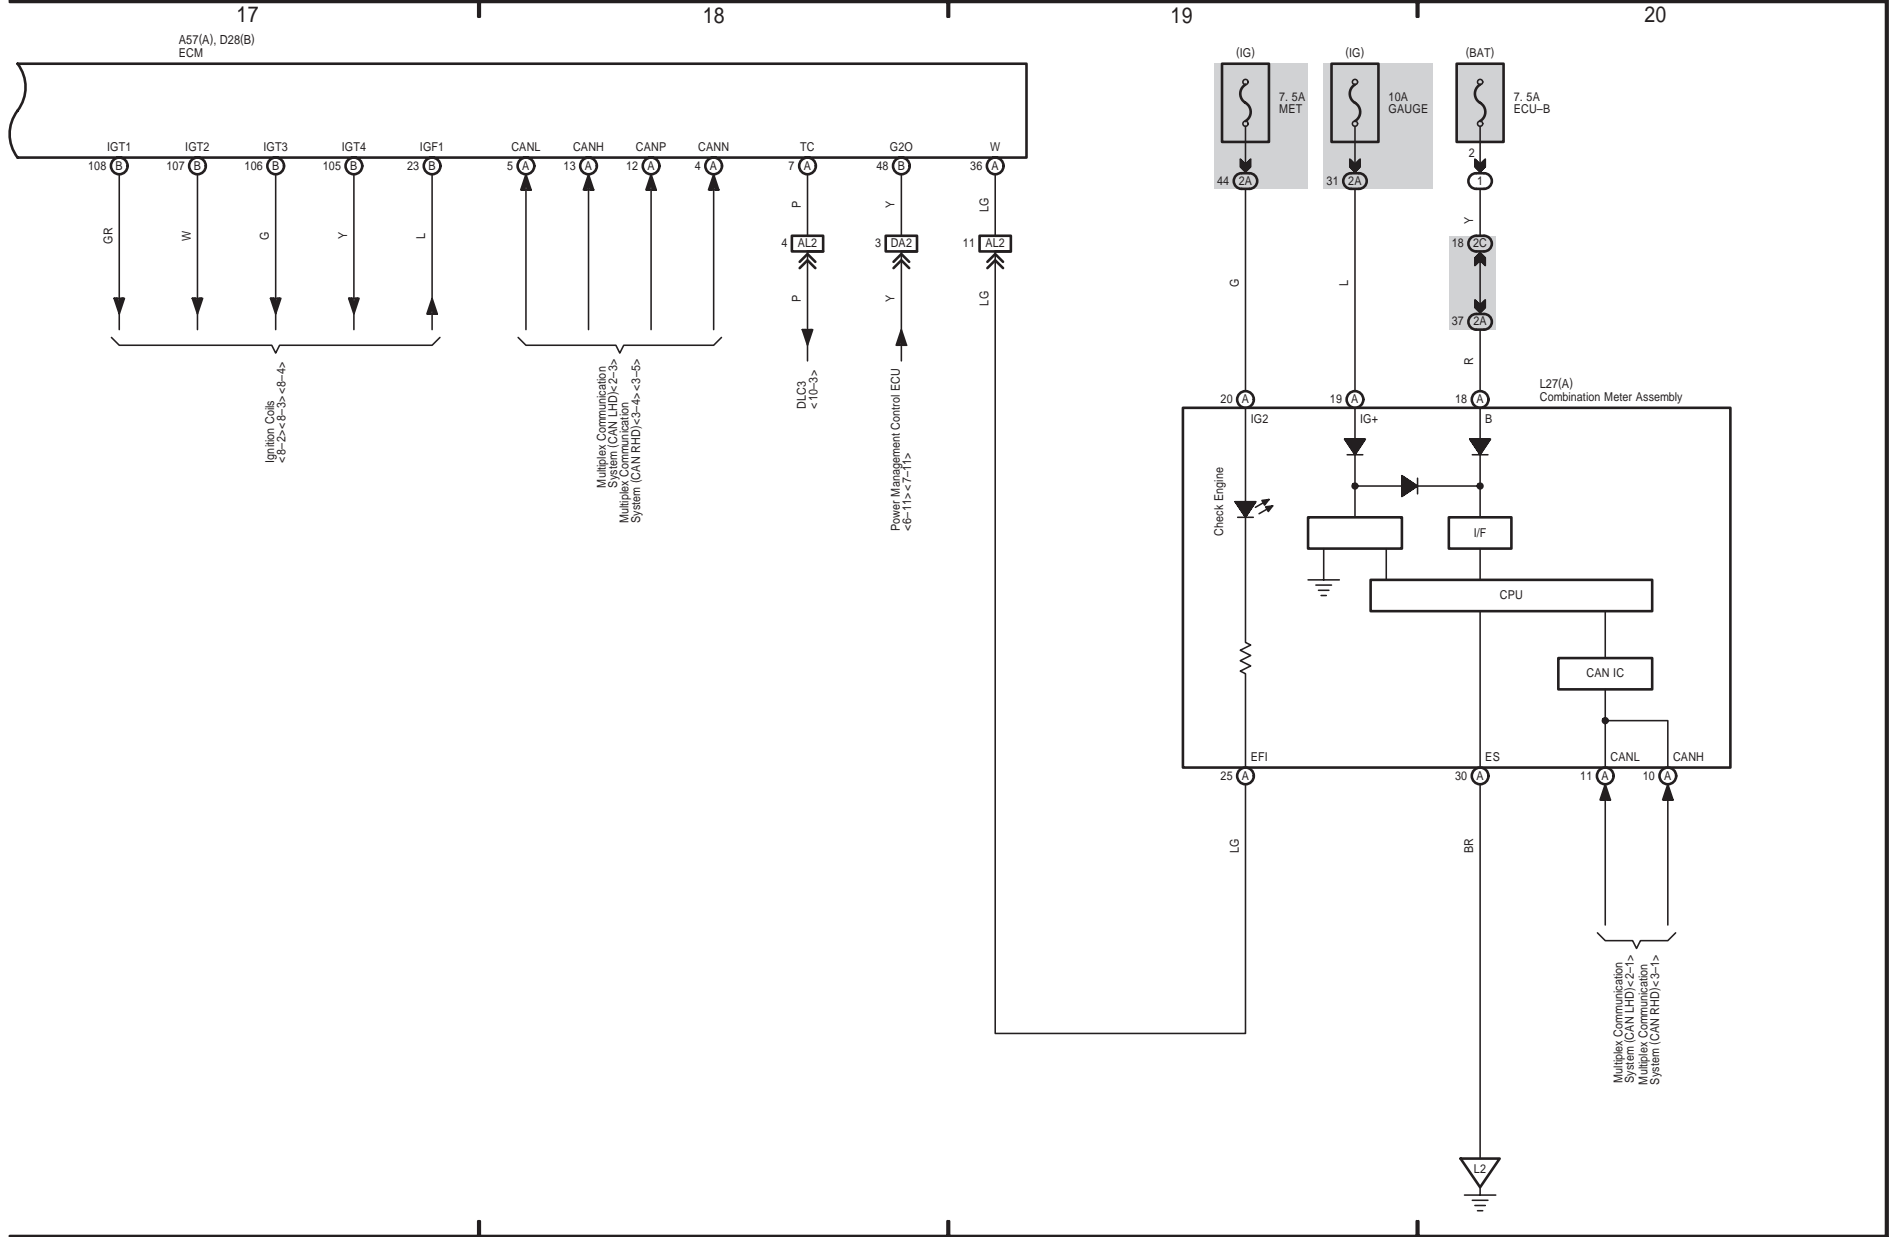 17
18
19
20
A57(A), D28(B)
ECM
(IG)
(IG)
(BAT)
7. 5A
MET
10A
GAUGE
7. 5A
ECU–B
IGT1
IGT2
IGT3
IGT4
IGF1
CANL
CANH
CANP
CANN
TC
G2O
W
108 B
107 B
106 B
105 B
23 B
5 A
13 A
12 A
4 A
7 A
48 B
36 A
2
44 2A
31 2A
1
GR
W
G
Y
L
P
Y
LG
Y
4 AL2
3 DA2
11 AL2
18 2C
G
L
P
Y
LG
37 2A
R
Ignition Coils
<8–2><8–3><8–4>
Multiplex Communication
System (CAN LHD)<2–3>
Multiplex Communication
System (CAN RHD)<3–4><3–5>
DLC3
<10–3>
Power Management Control ECU
<6–11><7–11>
L27(A)
Combination Meter Assembly
20 A
19 A
18 A
IG2
IG+
B
Check Engine
I/F
CPU
CAN IC
EFI
ES
CANL
CANH
25 A
30 A
11 A
10 A
LG
BR
Multiplex Communication
System (CAN LHD)<2–1>
Multiplex Communication
System (CAN RHD)<3–1>
L2